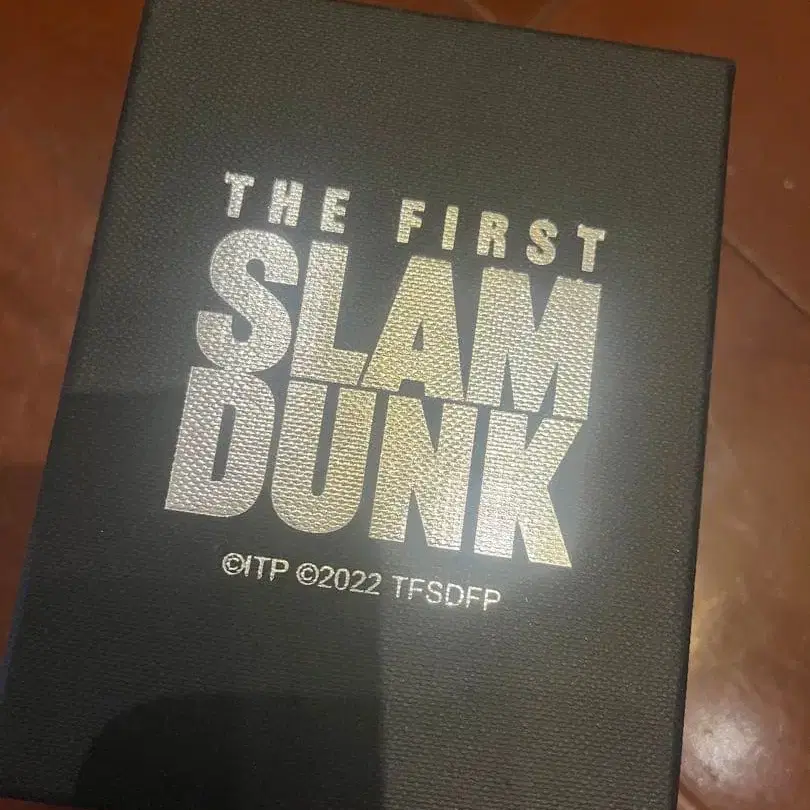 THE FIRST
SLAM
DUNK
©ITP ©2022 TFSDFP